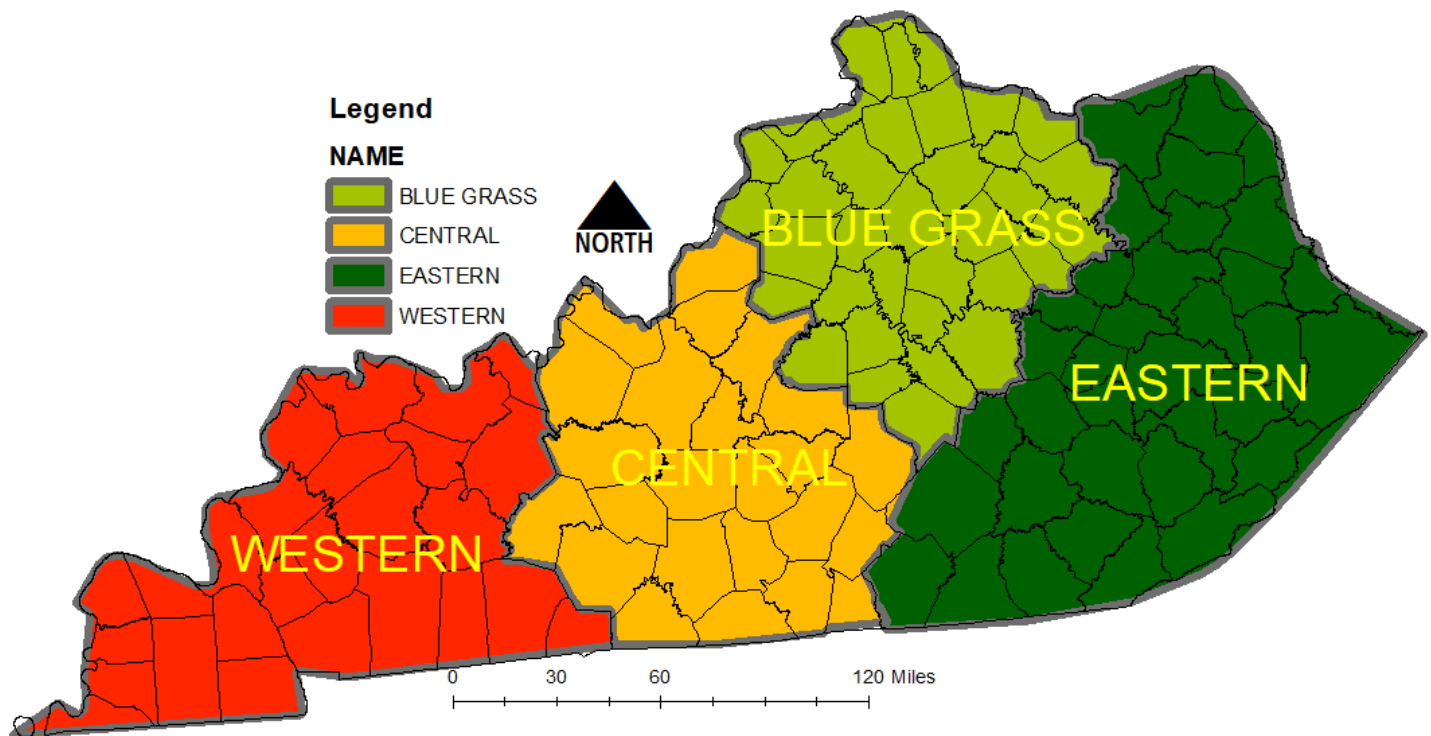 Legend
NAME
BLUE GRASS
CENTRAL
EASTERN
WESTERN
NORTH
BLUE GRASS
EASTERN
CENTRAL
WESTERN
0 30 60 120 Miles